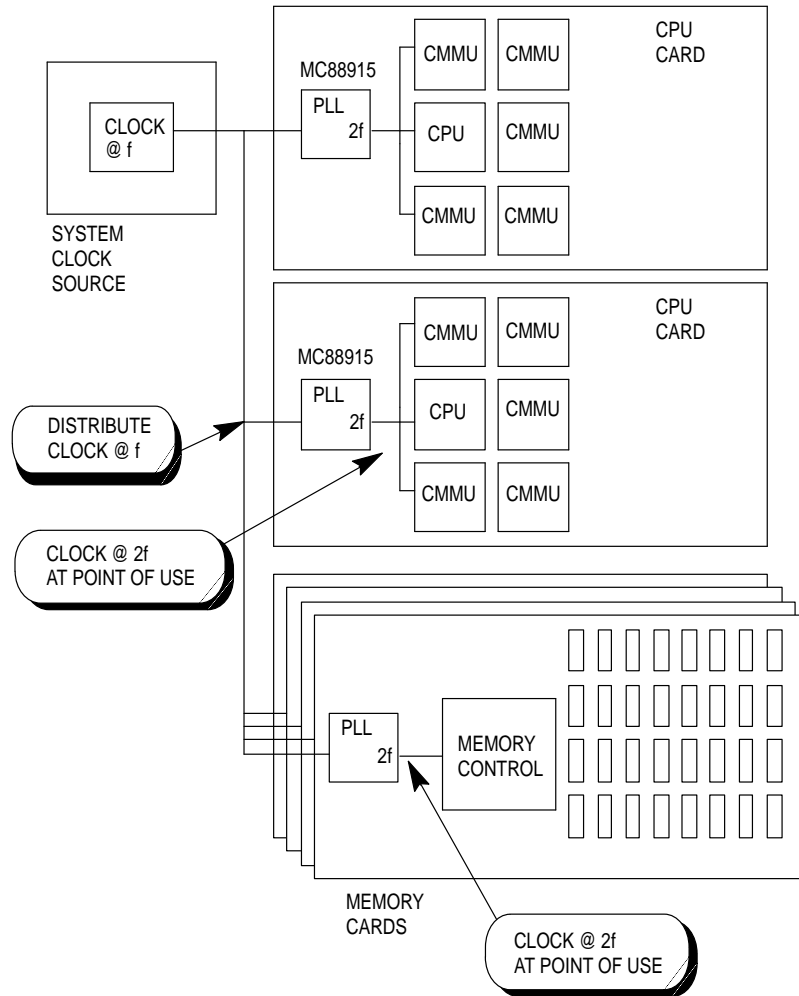 CPU
CARD
CMMU CMMU
MC88915
PLL
2f
CLOCK
@ f
CPU CMMU
CMMU CMMU
SYSTEM
CLOCK
SOURCE
CPU
CARD
CMMU CMMU
MC88915
PLL
2f
CPU CMMU
DISTRIBUTE
CLOCK @ f
CMMU CMMU
CLOCK @ 2f
AT POINT OF USE
PLL
2f
MEMORY
CONTROL
MEMORY
CARDS
CLOCK @ 2f
AT POINT OF USE